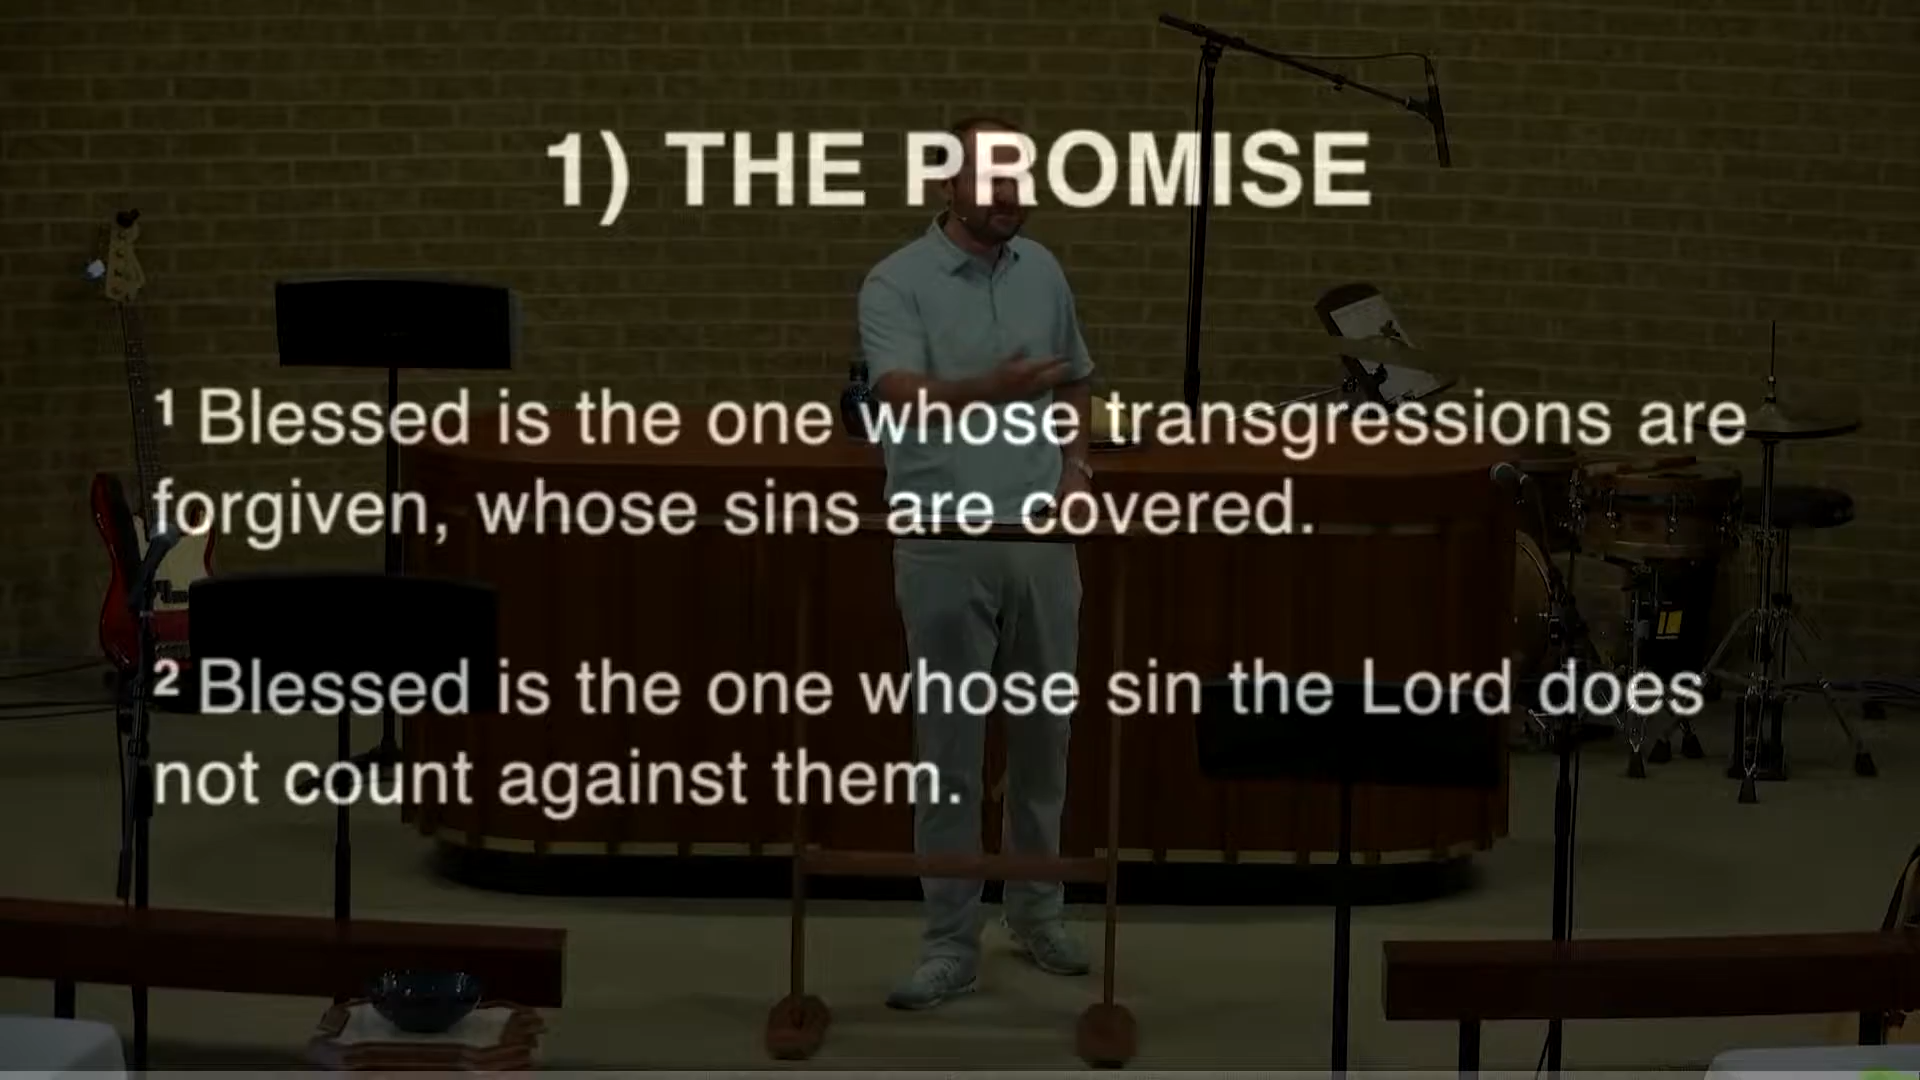 1) THE PROMISE
¹ Blessed is the one whose transgressions are
forgiven, whose sins are covered.
² Blessed is the one whose sin the Lord does
not count against them.